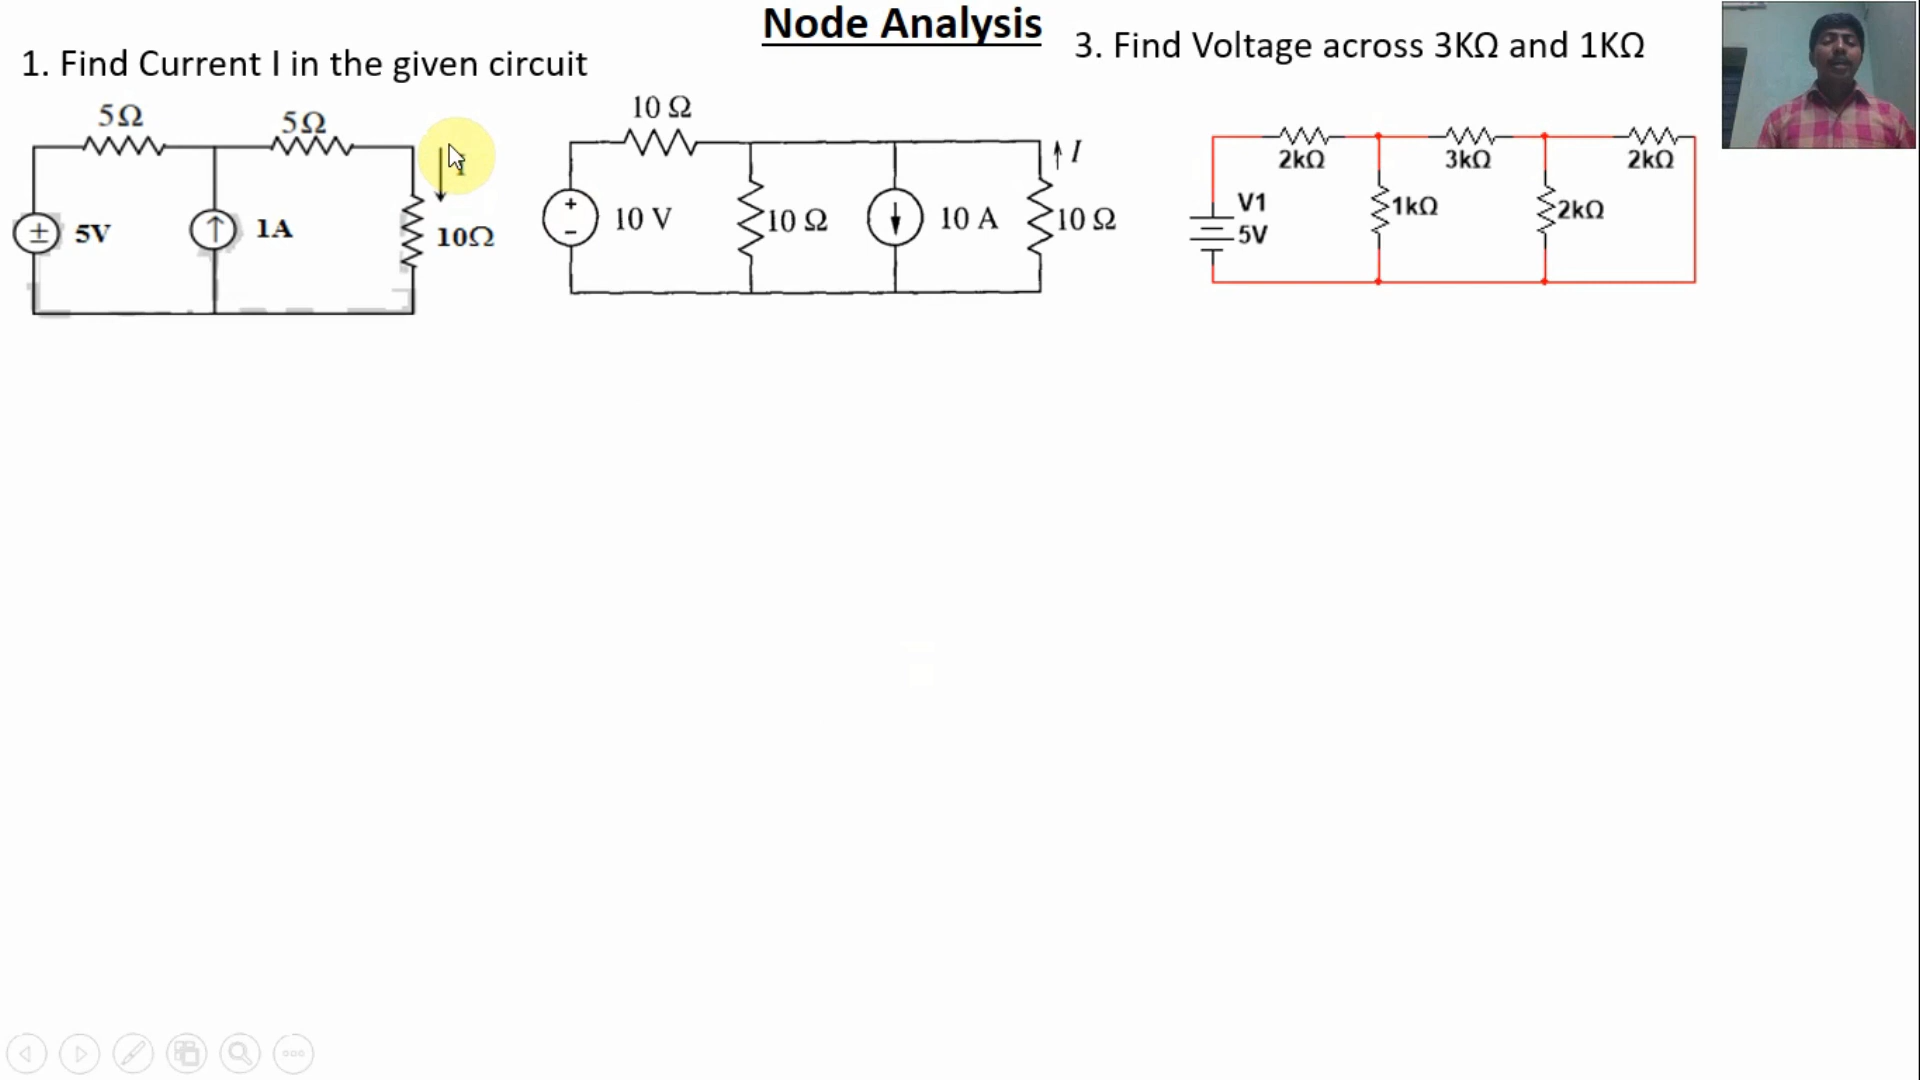 Node Analysis
1. Find Current I in the given circuit
5Ω
5Ω
I
5V
1A
10Ω
10 Ω
+
-
10 V
10 Ω
10 A
I
10 Ω
3. Find Voltage across 3KΩ and 1KΩ
2kΩ
3kΩ
2kΩ
V1
5V
1kΩ
2kΩ